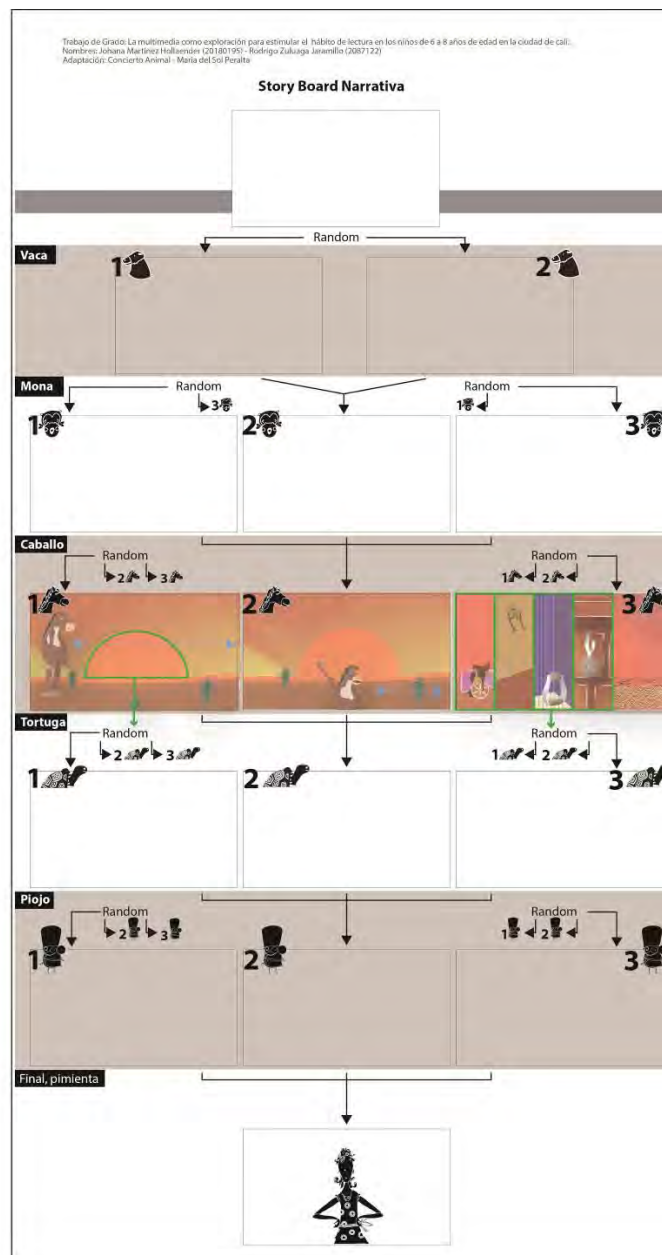 Trabajo de Grado: La multimedia como exploración para estimular el hábito de lectura en los niños de 6 a 8 años de edad en la ciudad de cali.
Nombres: Johana Martínez Hollaender (20180195) - Rodrigo Zuluaga Jaramillo (2087122)
Adaptación: Concierto Animal - María del Sol Peralta
Story Board Narrativa
Random
Vaca
1 2
Mona
Random Random
3 1
1 2 3
Caballo
Random Random
2 3 1 2
1 2 3
Tortuga
Random Random
2 3 1 2
1 2 3
Piojo
Random Random
2 3 1 2
1 2 3
Final, pimienta